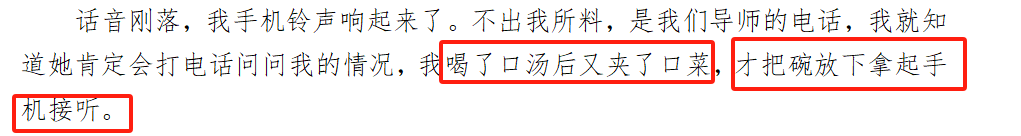 话音刚落，我手机铃声响起来了。不出我所料，是我们导师的电话，我就知
道她肯定会打电话问问我的情况，我喝了口汤后又夹了口菜，才把碗放下拿起手
机接听。